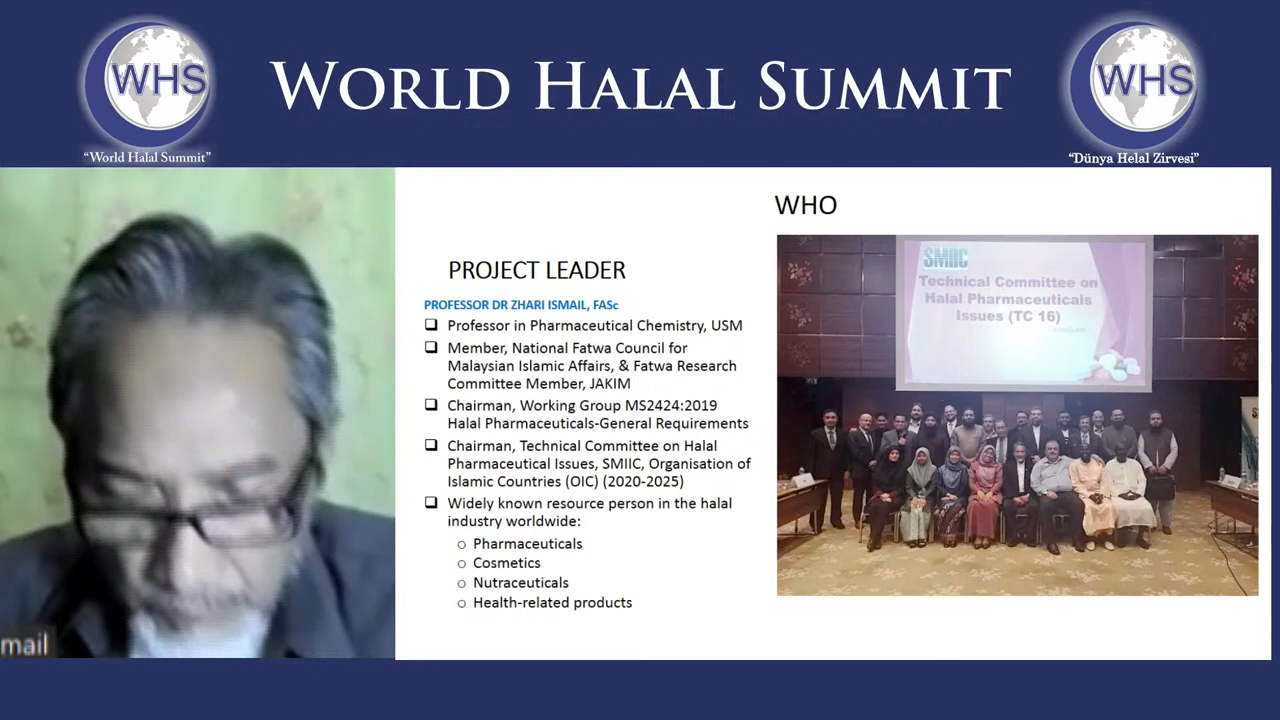 WHS
WORLD HALAL SUMMIT
WHS
“World Halal Summit”
“Dünya Helal Zirvesi”
WHO
PROJECT LEADER
PROFESSOR DR ZHARI ISMAIL, FASc
Professor in Pharmaceutical Chemistry, USM
Member, National Fatwa Council for
Malaysian Islamic Affairs, & Fatwa Research
Committee Member, JAKIM
Chairman, Working Group MS2424:2019
Halal Pharmaceuticals-General Requirements
Chairman, Technical Committee on Halal
Pharmaceutical Issues, SMIIC, Organisation of
Islamic Countries (OIC) (2020-2025)
Widely known resource person in the halal
industry worldwide:
Pharmaceuticals
Cosmetics
Nutraceuticals
Health-related products
SMIIC
Technical Committee on
Halal Pharmaceuticals
Issues (TC 16)
mail